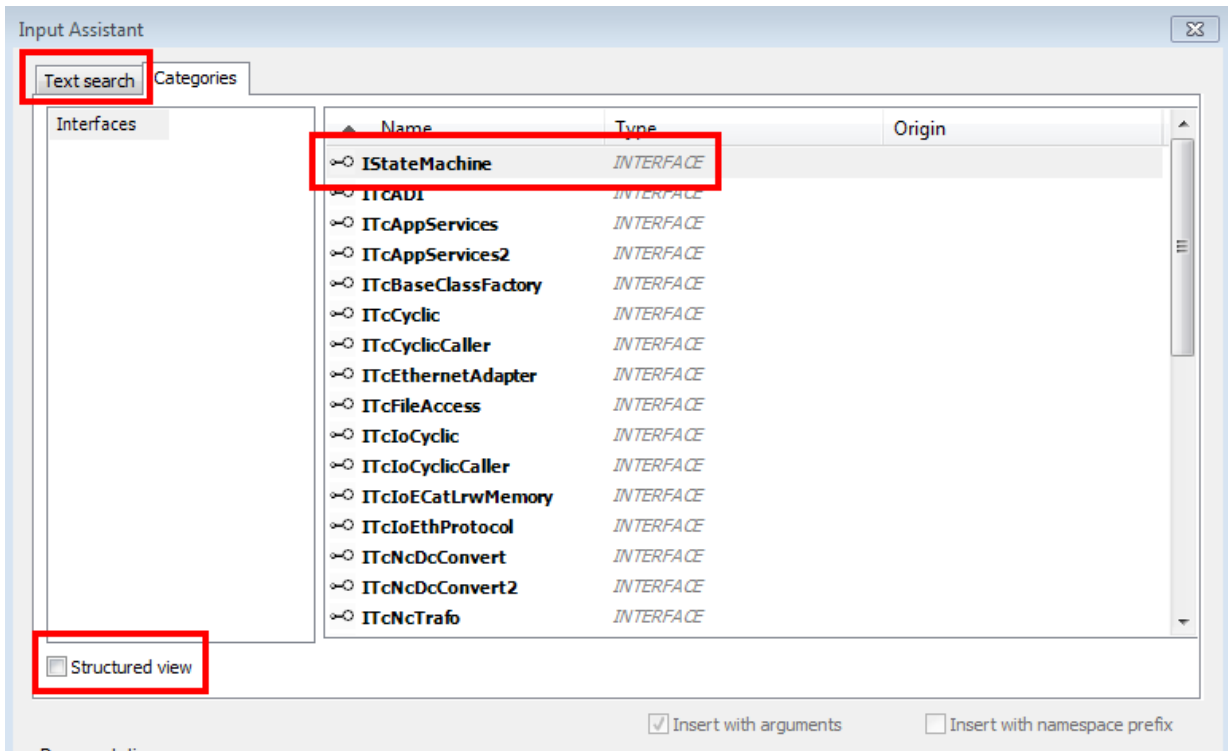 Input Assistant
Text search Categories
Interfaces
Name Type Origin
IStateMachine INTERFACE
ITcADI INTERFACE
ITcAppServices INTERFACE
ITcAppServices2 INTERFACE
ITcBaseClassFactory INTERFACE
ITcCyclic INTERFACE
ITcCyclicCaller INTERFACE
ITcEthernetAdapter INTERFACE
ITcFileAccess INTERFACE
ITcIoCyclic INTERFACE
ITcIoCyclicCaller INTERFACE
ITcIoECatLrwMemory INTERFACE
ITcIoEthProtocol INTERFACE
ITcNcDcConvert INTERFACE
ITcNcDcConvert2 INTERFACE
ITcNcTrafo INTERFACE
Structured view
Insert with arguments Insert with namespace prefix